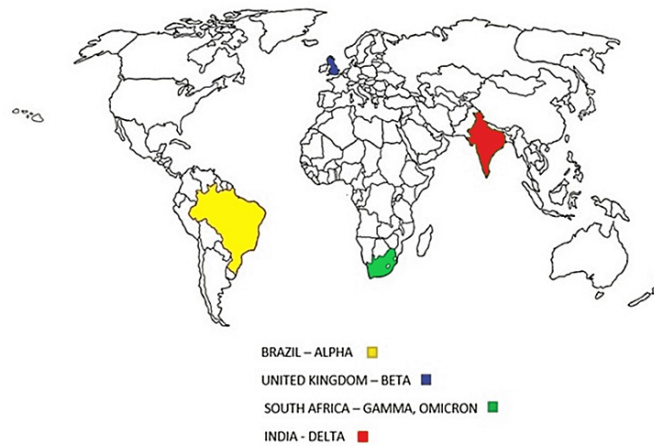 BRAZIL – ALPHA
UNITED KINGDOM – BETA
SOUTH AFRICA – GAMMA, OMICRON
INDIA - DELTA